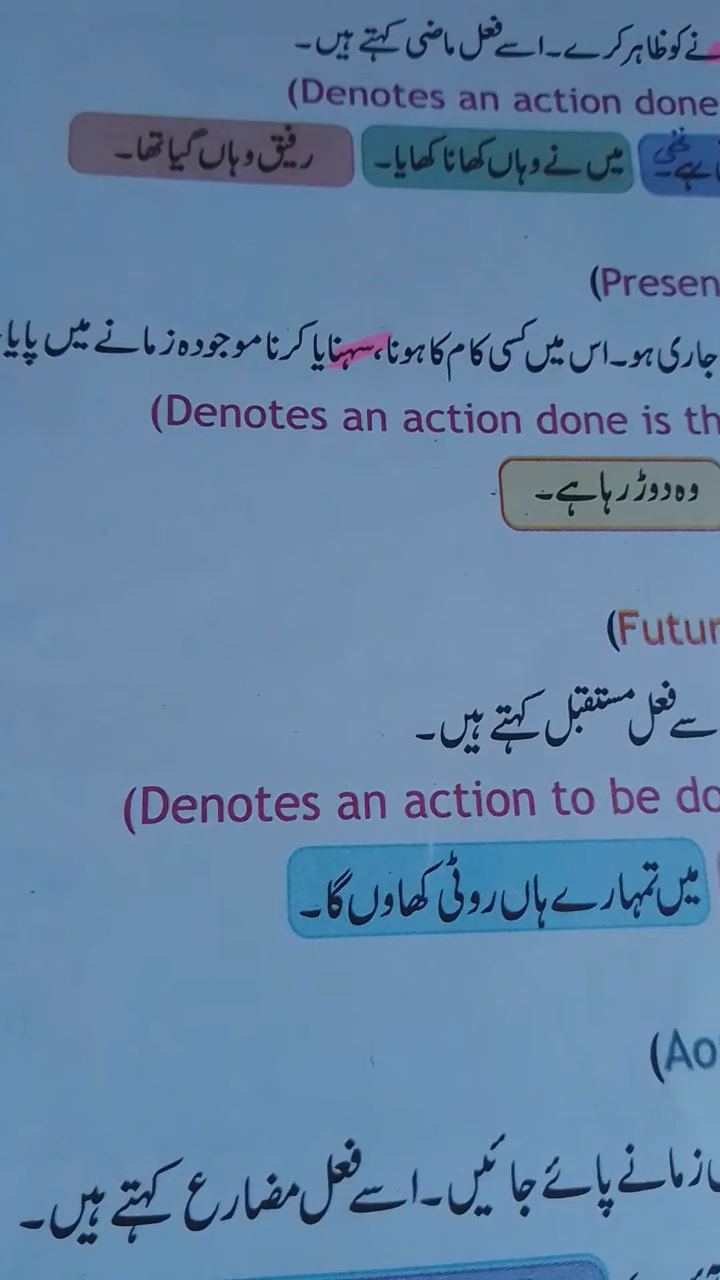 نے کو ظاہر کرے۔ اسے فعل ماضی کہتے ہیں۔
(Denotes an action done
میں نے وہاں کھانا کھایا۔ رفیق وہاں گیا تھا۔
(Presen
جاری ہو۔ اس میں کسی کام کا ہونا، سہنا یا کرنا موجودہ زمانے میں پایا
(Denotes an action done is th
وہ دوڑ رہا ہے۔
(Futur
سے فعل مستقبل کہتے ہیں۔
(Denotes an action to be do
میں تمہارے ہاں روٹی کھاوں گا۔
(Ao
زمانے پائے جائیں۔ اسے فعل مضارع کہتے ہیں۔